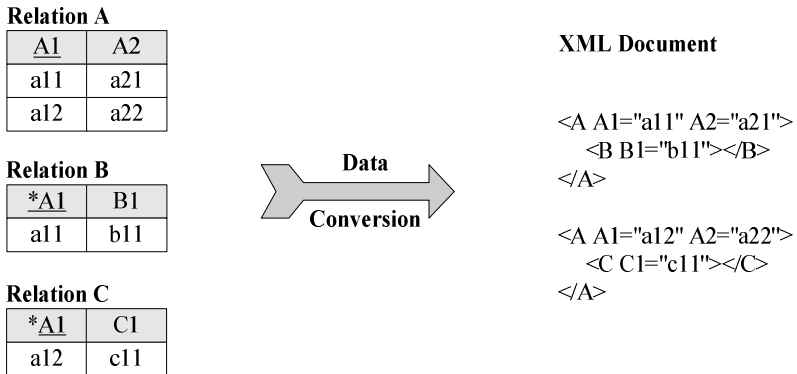 Relation A
A1 A2
a11 a21
a12 a22
Relation B
*A1 B1
a11 b11
Relation C
*A1 C1
a12 c11
Data
Conversion
XML Document
<A A1="a11" A2="a21">
<B B1="b11"></B>
</A>
<A A1="a12" A2="a22">
<C C1="c11"></C>
</A>